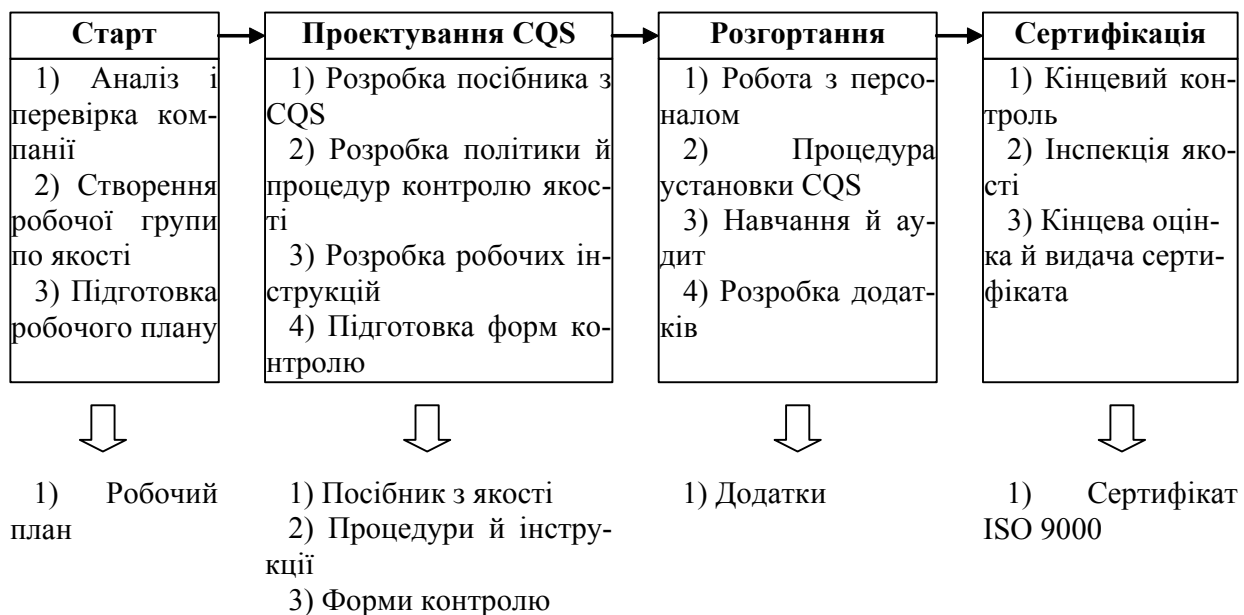 Старт
1) Аналіз і
перевірка ком-
панії
2) Створення
робочої групи
по якості
3) Підготовка
робочого плану
Проектування CQS
1) Розробка посібника з
CQS
2) Розробка політики й
процедур контролю якос-
ті
3) Розробка робочих ін-
струкцій
4) Підготовка форм ко-
нтролю
Розгортання
1) Робота з персо-
налом
2) Процедура
установки CQS
3) Навчання й ау-
дит
4) Розробка додат-
ків
Сертифікація
1) Кінцевий кон-
троль
2) Інспекція яко-
сті
3) Кінцева оцін-
ка й видача серти-
фіката
1) Робочий
план
1) Посібник з якості
2) Процедури й інстру-
кції
3) Форми контролю
1) Додатки
1) Сертифікат
ISO 9000